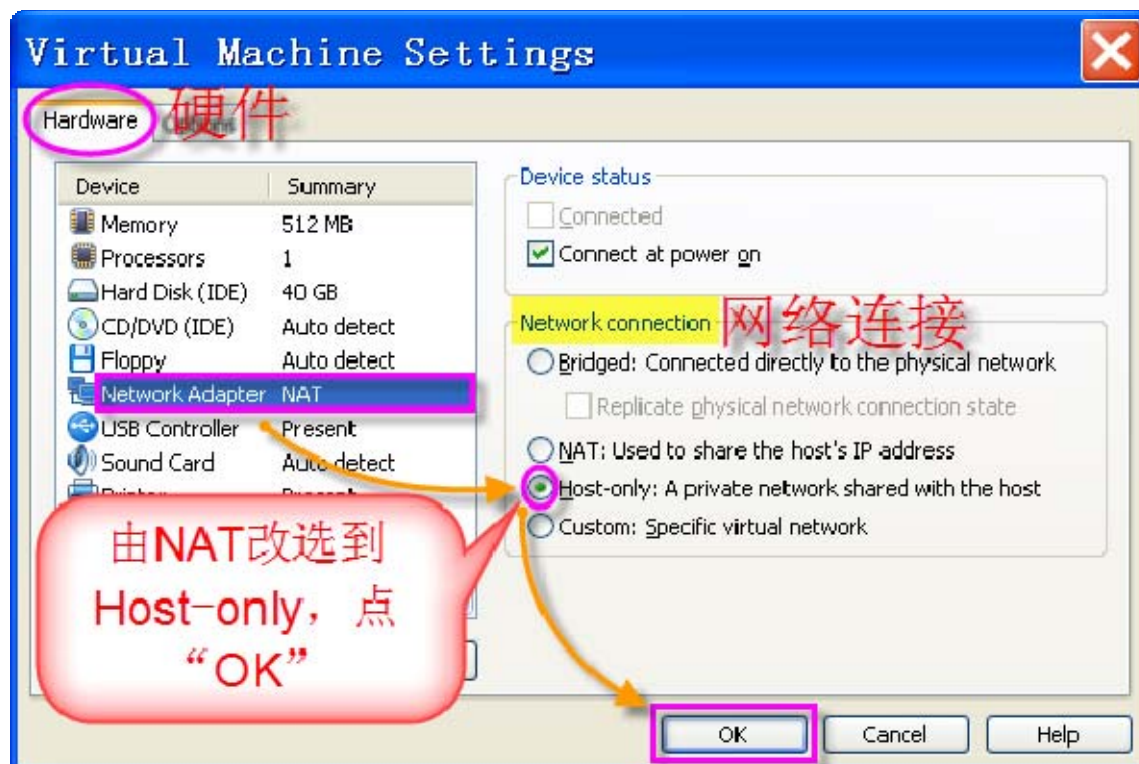 Virtual Machine Settings
Hardware
硬件
Device Summary
Memory 512 MB
Processors 1
Hard Disk (IDE) 40 GB
CD/DVD (IDE) Auto detect
Floppy Auto detect
Network Adapter NAT
USB Controller Present
Sound Card Auto detect
由NAT改选到
Host-only，点
“OK”
Device status
Connected
Connect at power on
Network connection
网络连接
Bridged: Connected directly to the physical network
Replicate physical network connection state
NAT: Used to share the host's IP address
Host-only: A private network shared with the host
Custom: Specific virtual network
OK Cancel Help